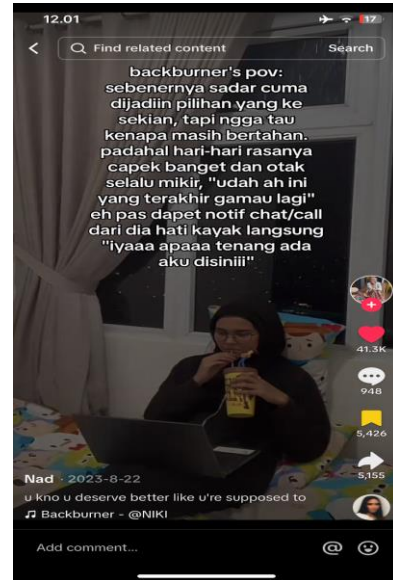 12.01
17
Find related content
Search
backburner's pov:
sebenernya sadar cuma
dijadiin pilihan yang ke
sekian, tapi ngga tau
kenapa masih bertahan.
padahal hari-hari rasanya
capek banget dan otak
selalu mikir, "udah ah ini
yang terakhir gamau lagi"
eh pas dapet notif chat/call
dari dia hati kayak langsung
"iyaaa apaaa tenang ada
aku disiniii"
41.3K
948
5,426
5,155
Nad · 2023-8-22
u kno u deserve better like u're supposed to
Backburner - @NIKI
Add comment...